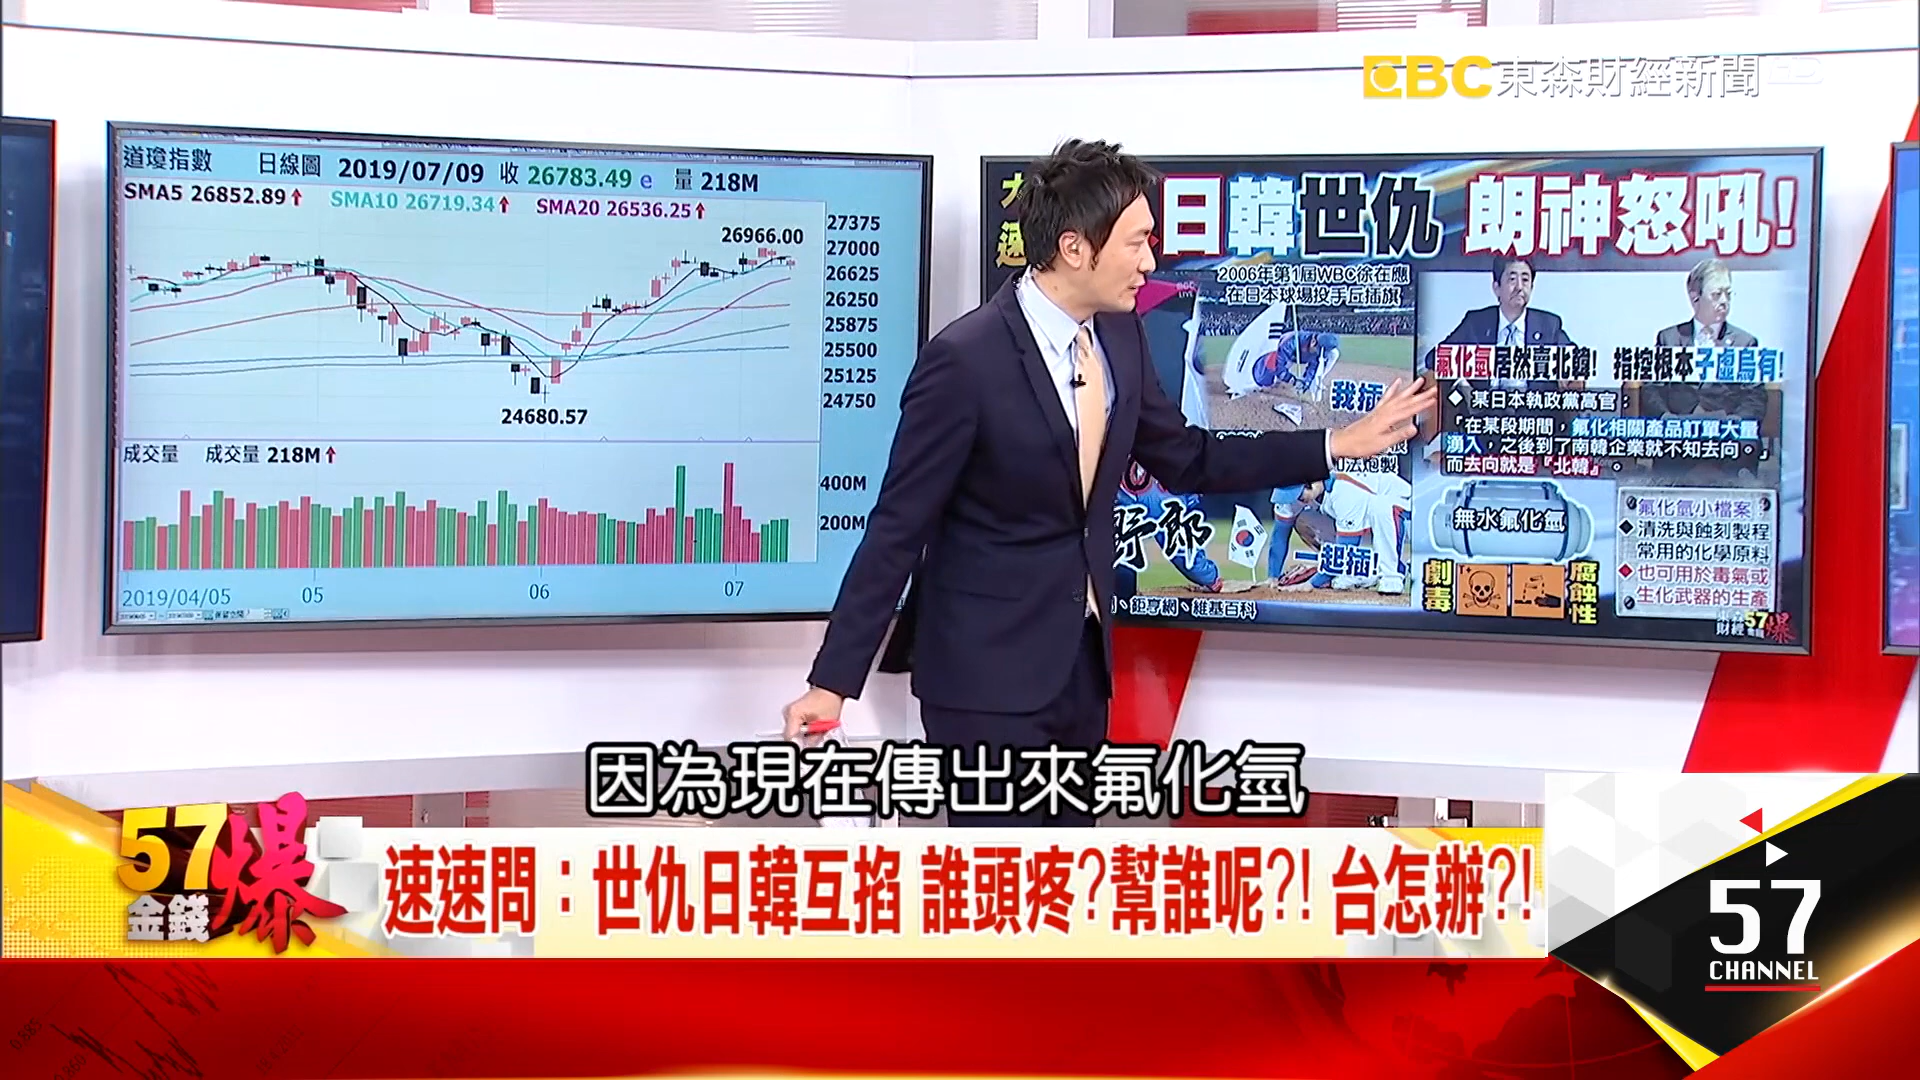 EBC東森財經新聞
道瓊指數 日線圖 2019/07/09 收 26783.49 e 量 218M
SMA5 26852.89↑ SMA10 26719.34↑ SMA20 26536.25↑
26966.00
24680.57
27375
27000
26625
26250
25875
25500
25125
24750
成交量 成交量 218M↑
400M
200M
2019/04/05 05 06 07
日韓世仇 朗神怒吼!
2006年第1屆WBC徐在應
在日本球場投手丘插旗
我插
野郎
一起插!
、鉅亨網、維基百科
氟化氫居然賣北韓! 指控根本子虛烏有!
◆ 某日本執政黨高官:
「在某段期間,氟化相關產品訂單大量
湧入,之後到了南韓企業就不知去向。」
而去向就是『北韓』。
無水氟化氫
劇毒
腐蝕性
氟化氫小檔案:
◆清洗與蝕刻製程
常用的化學原料
◆也可用於毒氣或
生化武器的生產
財經 57 爆
因為現在傳出來氟化氫
57金錢爆
速速問:世仇日韓互掐 誰頭疼?幫誰呢?! 台怎辦?!
57
CHANNEL